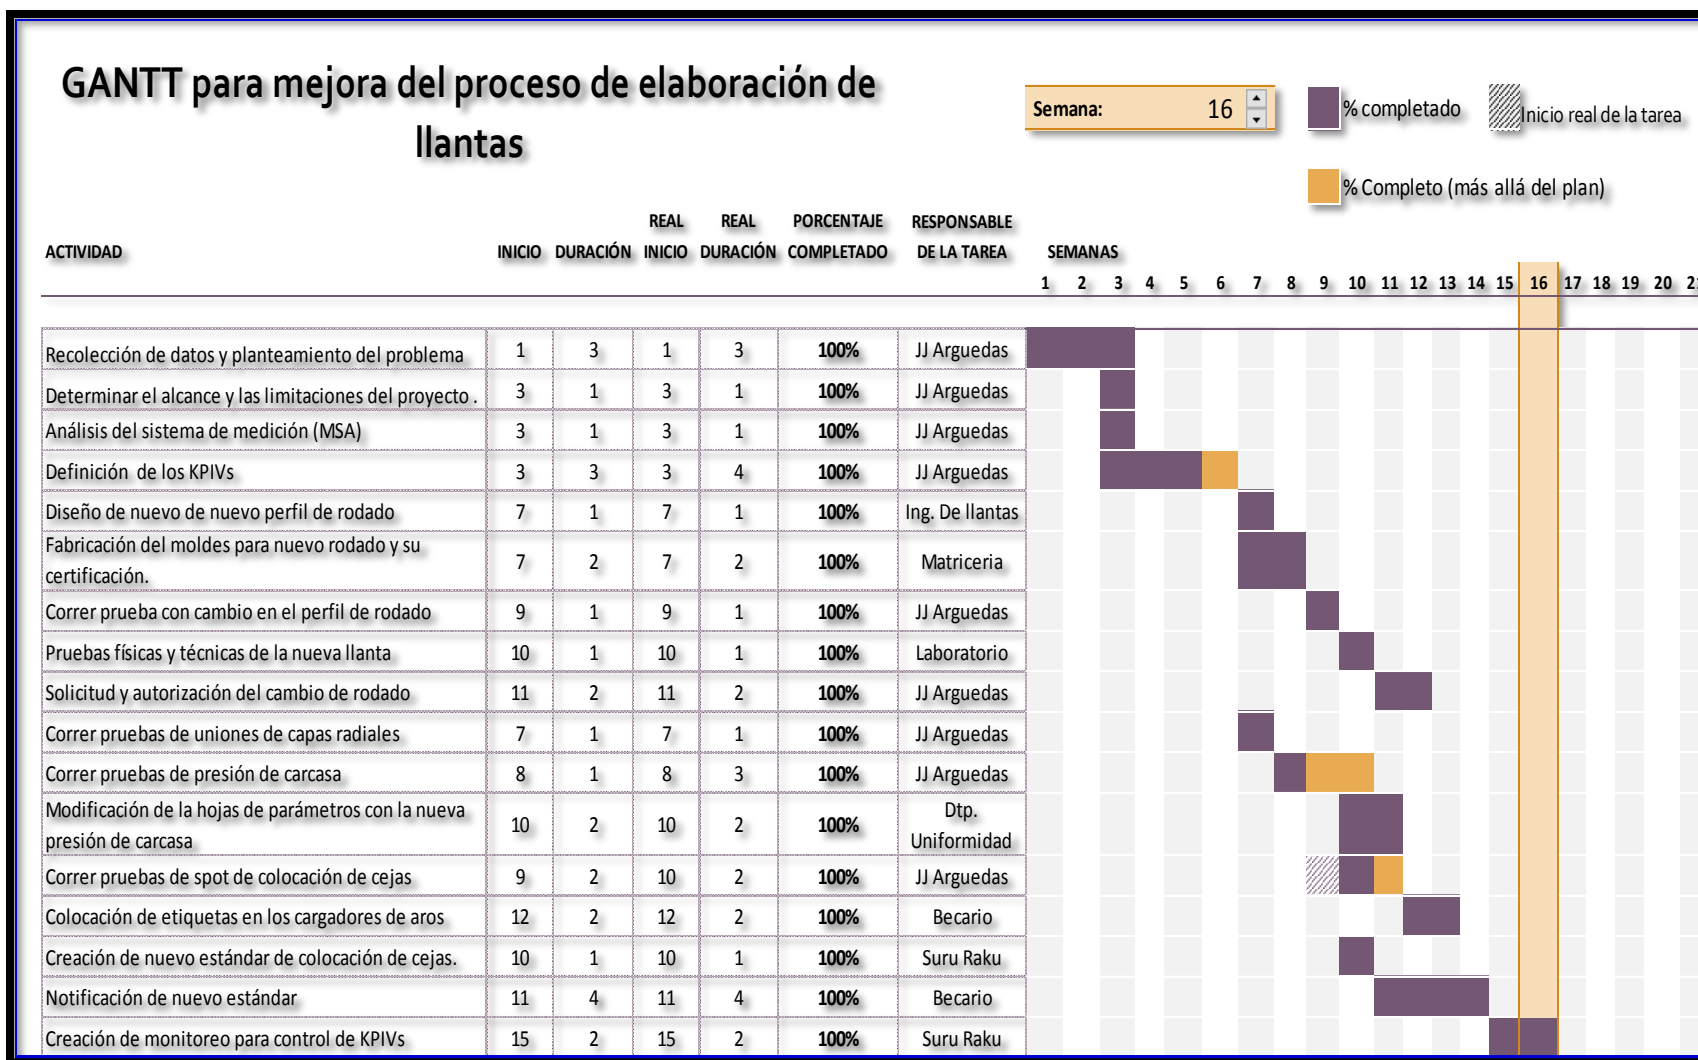 GANTT para mejora del proceso de elaboración de
llantas
Semana: 16
% completado
Inicio real de la tarea
% Completo (más allá del plan)
ACTIVIDAD INICIO DURACIÓN REAL INICIO REAL DURACIÓN PORCENTAJE COMPLETADO RESPONSABLE DE LA TAREA SEMANAS
1 2 3 4 5 6 7 8 9 10 11 12 13 14 15 16 17 18 19 20 21
Recolección de datos y planteamiento del problema 1 3 1 3 100% JJ Arguedas
Determinar el alcance y las limitaciones del proyecto . 3 1 3 1 100% JJ Arguedas
Análisis del sistema de medición (MSA) 3 1 3 1 100% JJ Arguedas
Definición de los KPIVs 3 3 3 4 100% JJ Arguedas
Diseño de nuevo de nuevo perfil de rodado 7 1 7 1 100% Ing. De llantas
Fabricación del moldes para nuevo rodado y su
certificación. 7 2 7 2 100% Matriceria
Correr prueba con cambio en el perfil de rodado 9 1 9 1 100% JJ Arguedas
Pruebas físicas y técnicas de la nueva llanta 10 1 10 1 100% Laboratorio
Solicitud y autorización del cambio de rodado 11 2 11 2 100% JJ Arguedas
Correr pruebas de uniones de capas radiales 7 1 7 1 100% JJ Arguedas
Correr pruebas de presión de carcasa 8 1 8 3 100% JJ Arguedas
Modificación de la hojas de parámetros con la nueva
presión de carcasa 10 2 10 2 100% Dtp. Uniformidad
Correr pruebas de spot de colocación de cejas 9 2 10 2 100% JJ Arguedas
Colocación de etiquetas en los cargadores de aros 12 2 12 2 100% Becario
Creación de nuevo estándar de colocación de cejas. 10 1 10 1 100% Suru Raku
Notificación de nuevo estándar 11 4 11 4 100% Becario
Creación de monitoreo para control de KPIVs 15 2 15 2 100% Suru Raku